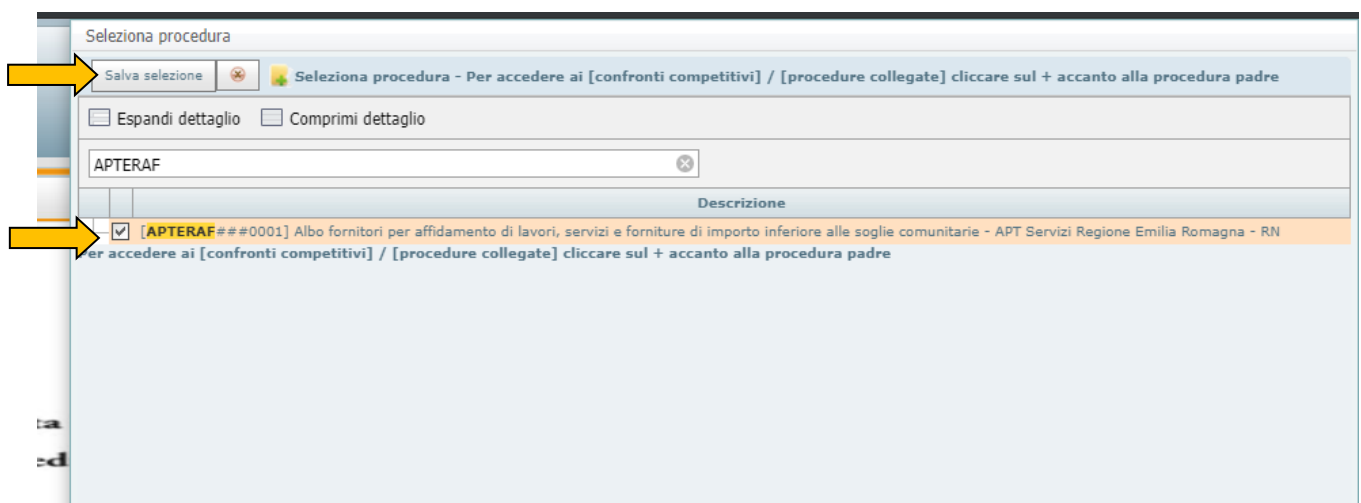 Seleziona procedura
Salva selezione Seleziona procedura - Per accedere ai [confronti competitivi] / [procedure collegate] cliccare sul + accanto alla procedura padre
Espandi dettaglio Comprimi dettaglio
APTERAF
Descrizione
[APTERAF###0001] Albo fornitori per affidamento di lavori, servizi e forniture di importo inferiore alle soglie comunitarie - APT Servizi Regione Emilia Romagna - RN
Per accedere ai [confronti competitivi] / [procedure collegate] cliccare sul + accanto alla procedura padre